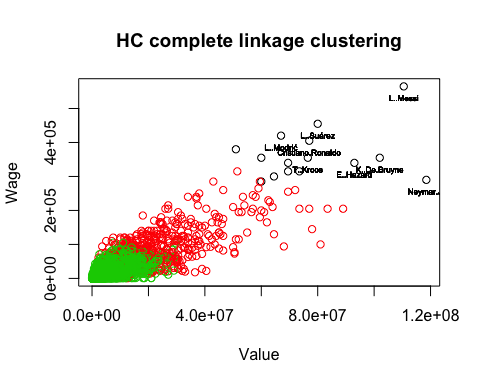 HC complete linkage clustering
L..Messi
L..Suárez
L..Modrić
Cristiano.Ronaldo
T..Kroos
K..De.Bruyne
E..Hazard
Neymar..
Wage
0e+00 2e+05 4e+05
0.0e+00 4.0e+07 8.0e+07 1.2e+08
Value